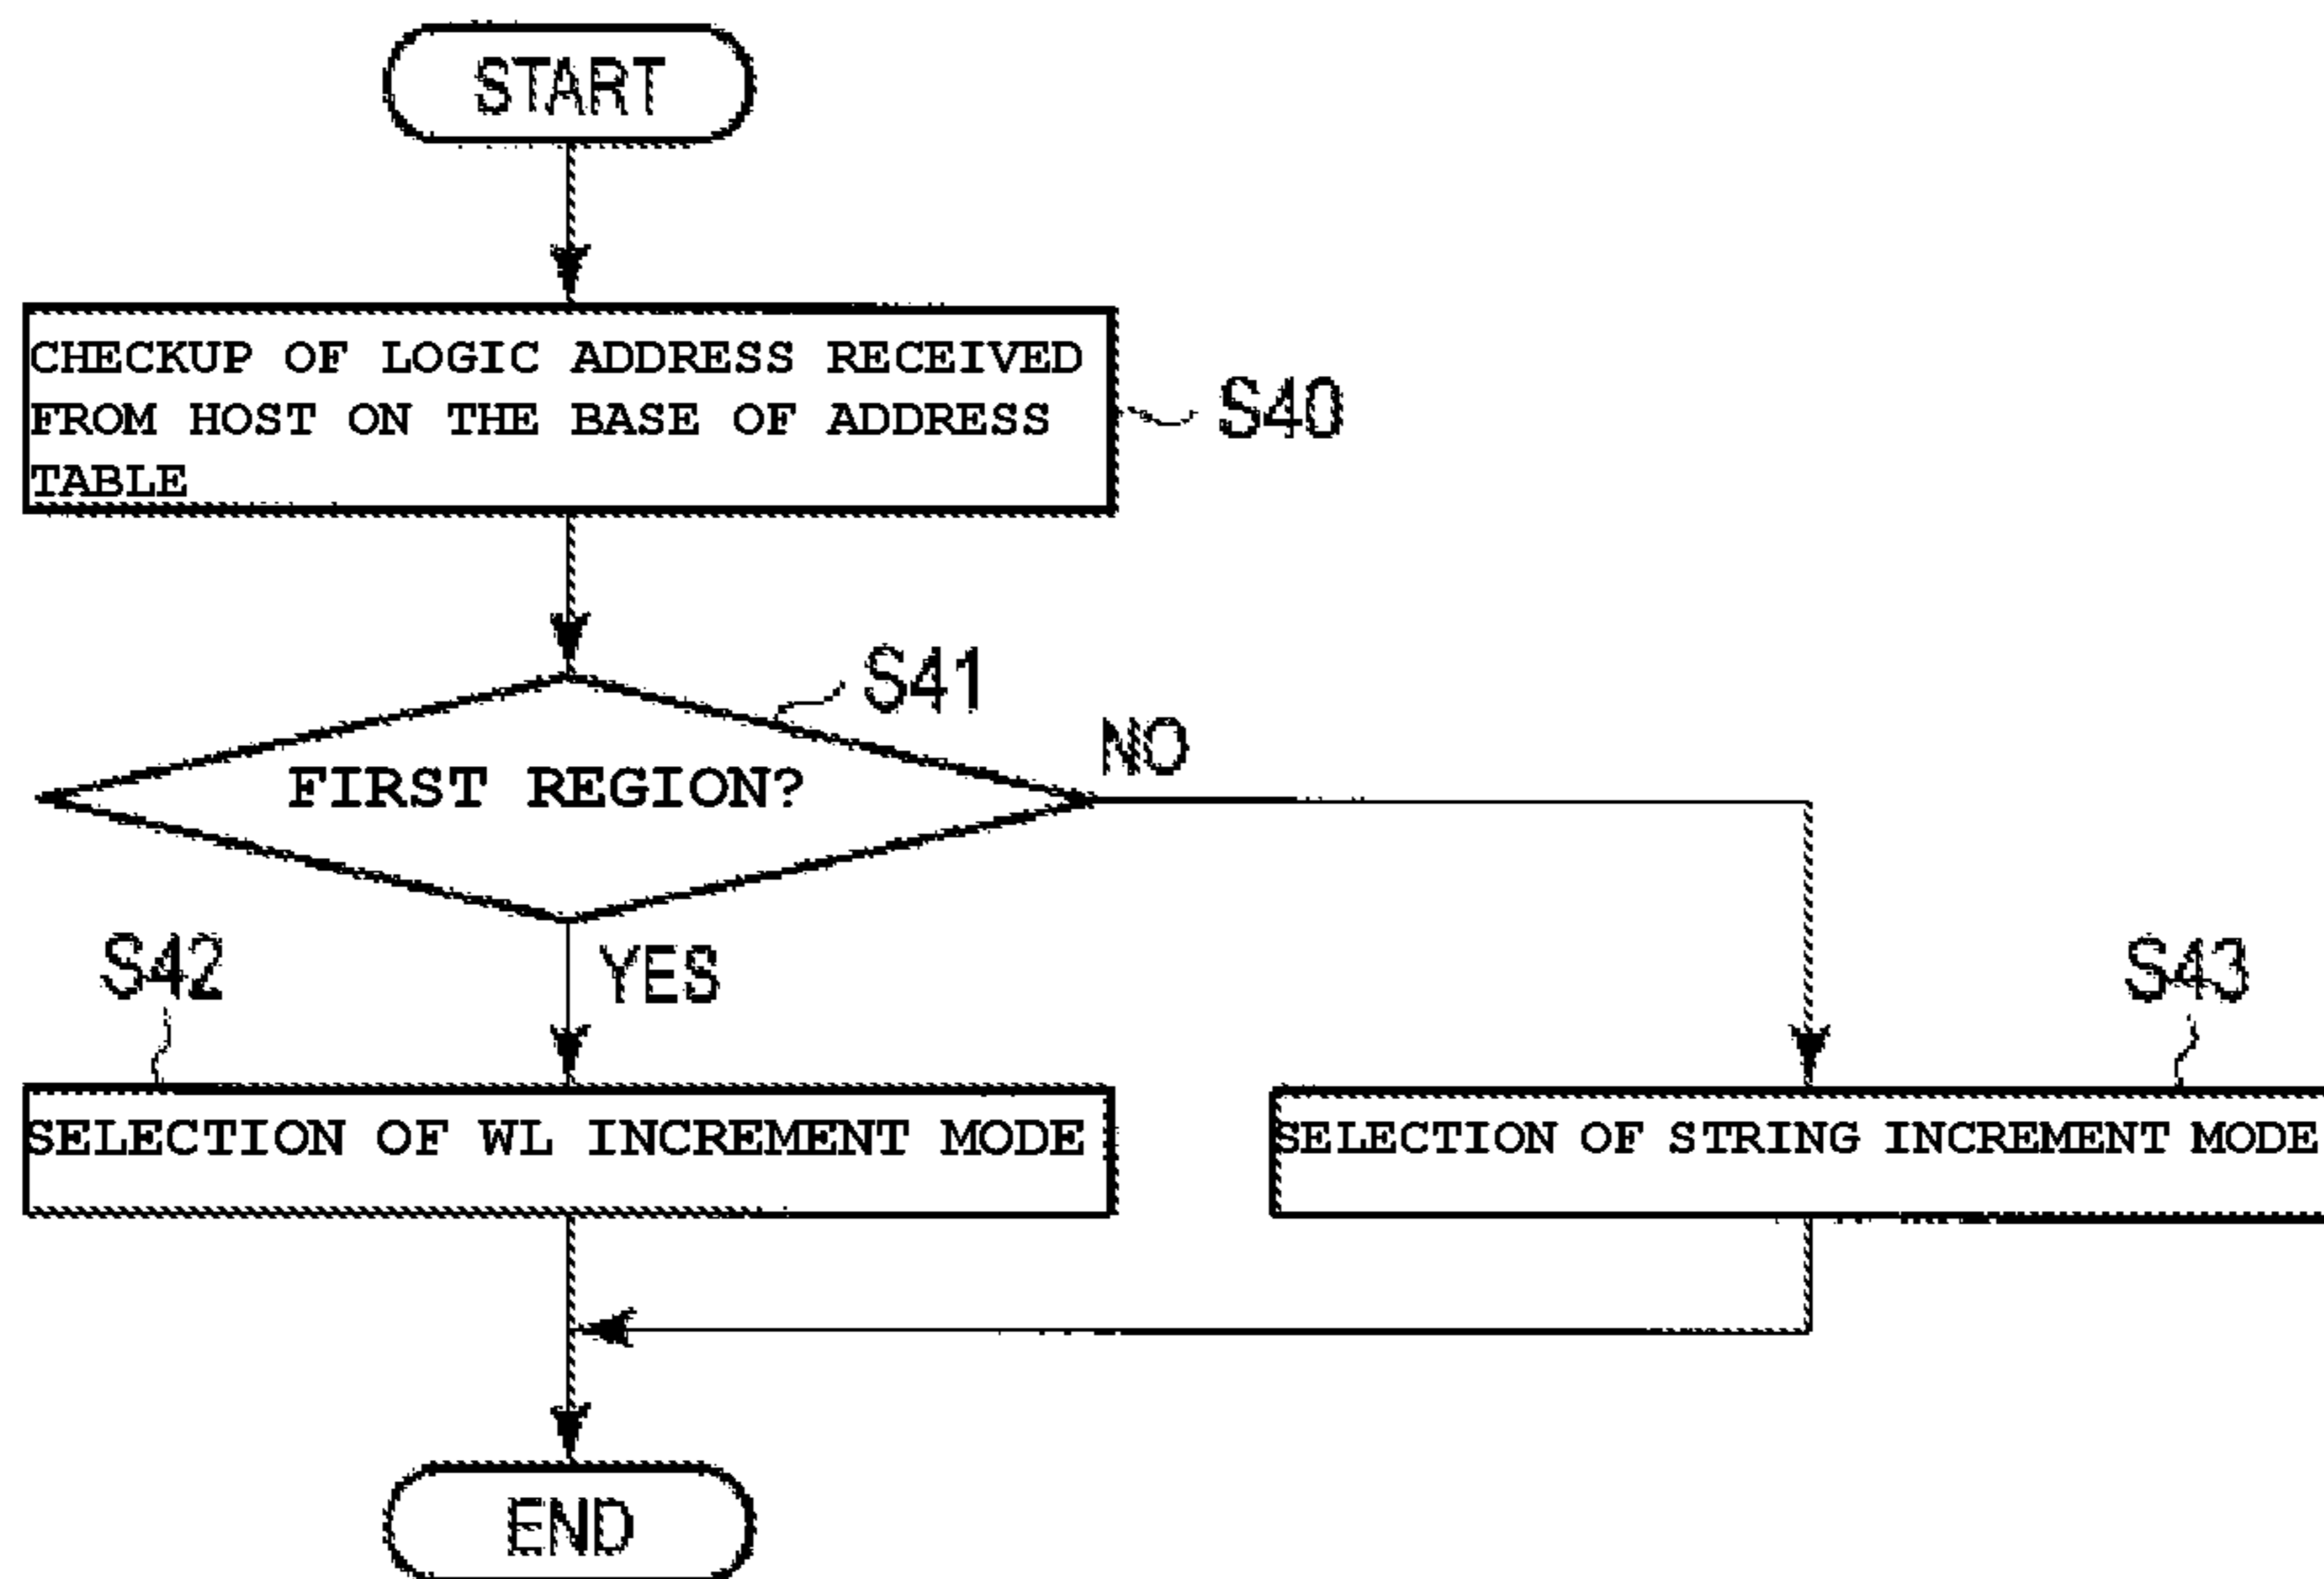 START
CHECKUP OF LOGIC ADDRESS RECEIVED
FROM HOST ON THE BASE OF ADDRESS
TABLE
S40
S41
FIRST REGION?
NO
YES
S42
S43
SELECTION OF WL INCREMENT MODE
SELECTION OF STRING INCREMENT MODE
END